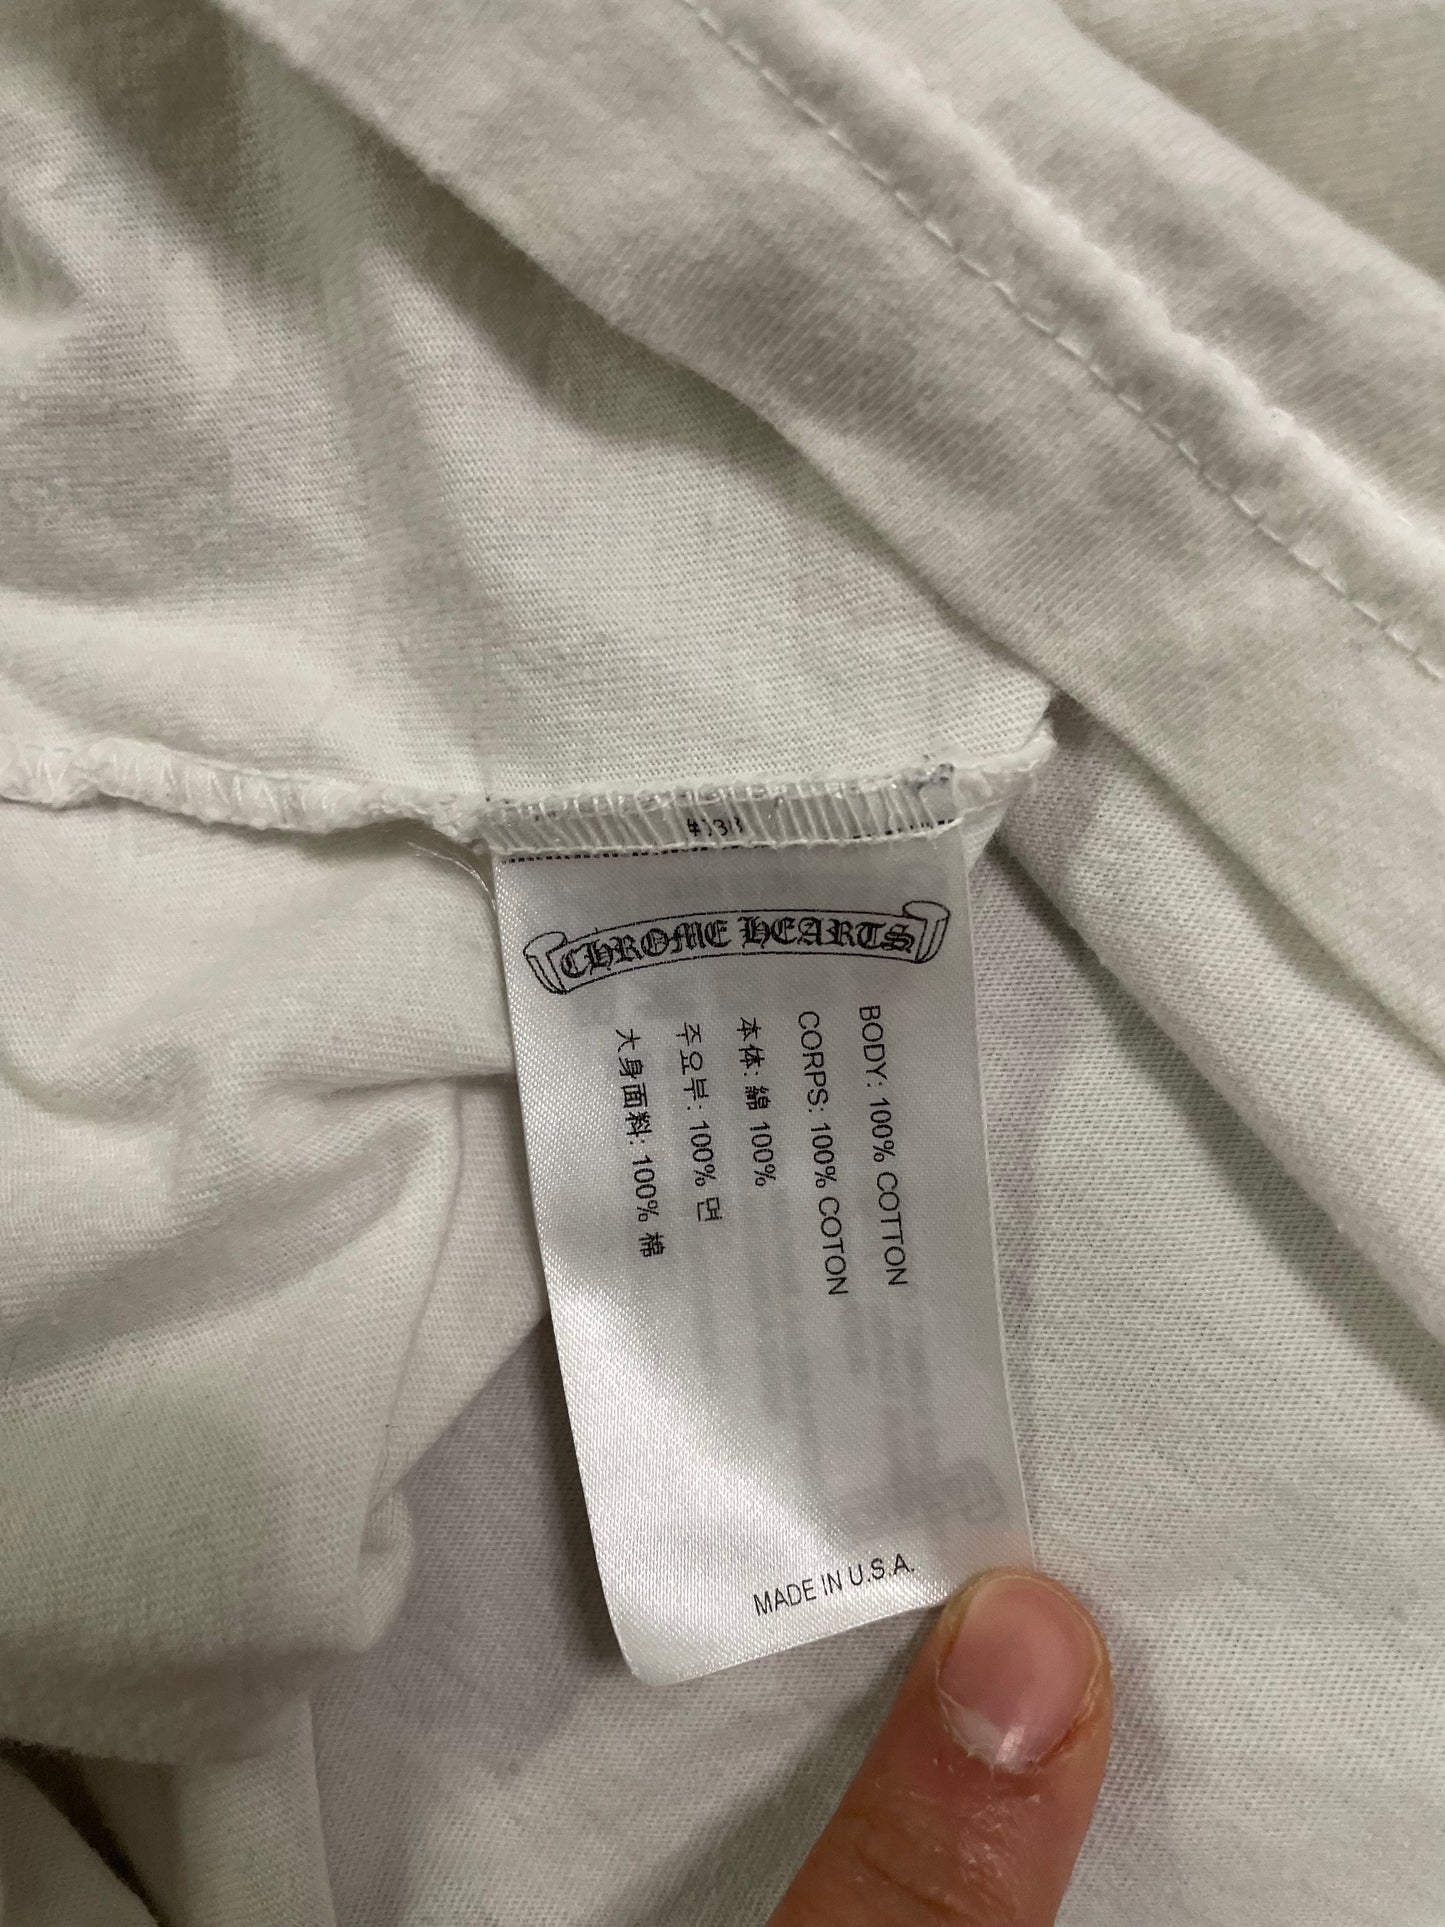 CHROME HEARTS
BODY: 100% COTTON
CORPS: 100% COTON
本体: 綿 100%
주요부: 100% 면
大身面料: 100% 棉
MADE IN U.S.A.